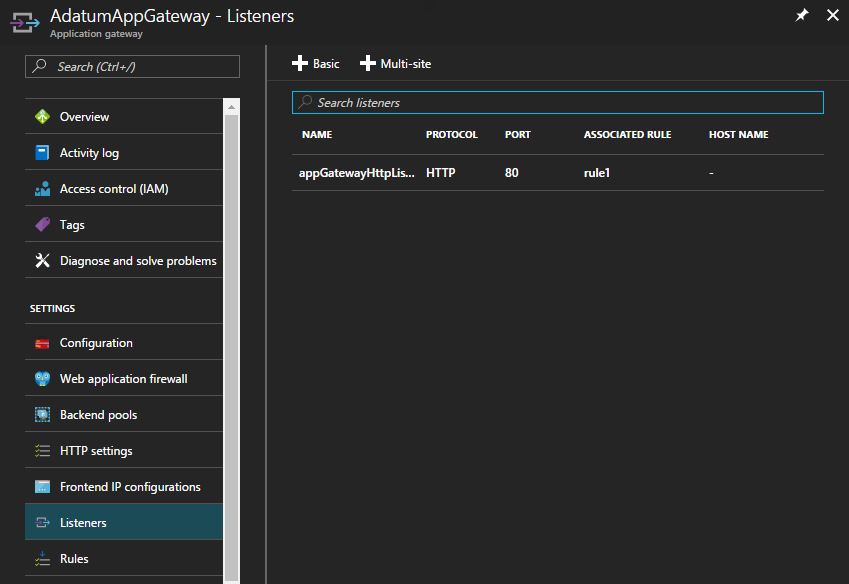 AdatumAppGateway - Listeners
Application gateway
Search (Ctrl+/)
Overview
Activity log
Access control (IAM)
Tags
Diagnose and solve problems
SETTINGS
Configuration
Web application firewall
Backend pools
HTTP settings
Frontend IP configurations
Listeners
Rules
Basic Multi-site
Search listeners
NAME PROTOCOL PORT ASSOCIATED RULE HOST NAME
appGatewayHttpLis... HTTP 80 rule1 -